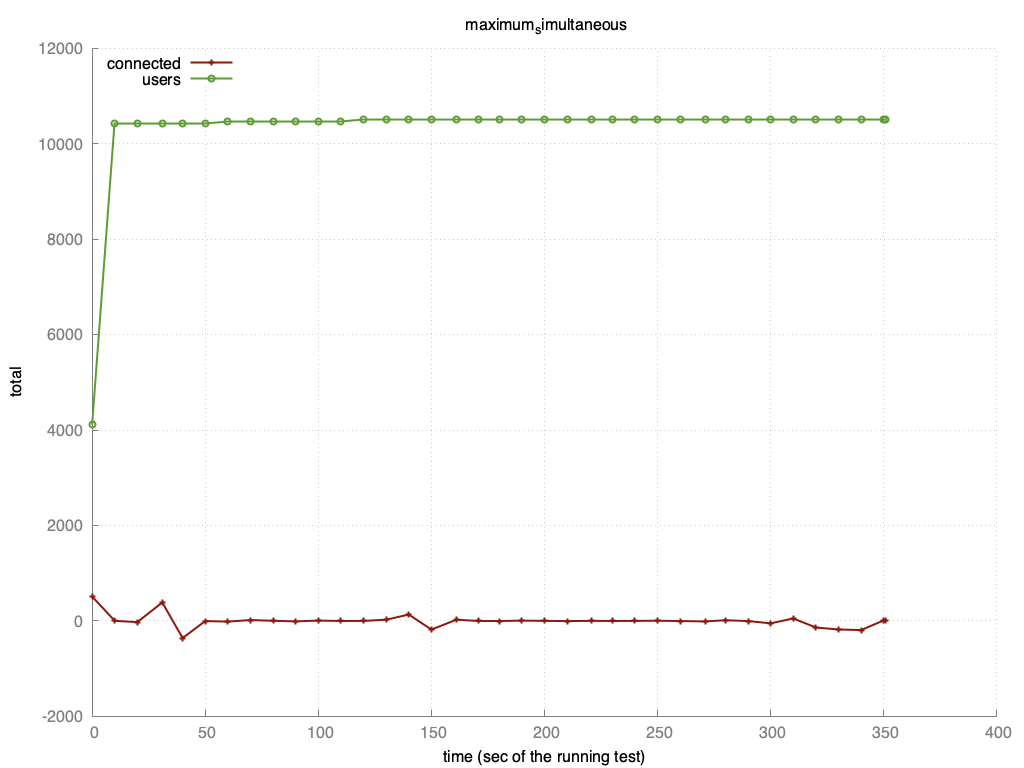 maximumsimultaneous
12000
connected
users
10000
8000
6000
total
4000
2000
0
-2000
0 50 100 150 200 250 300 350 400
time (sec of the running test)